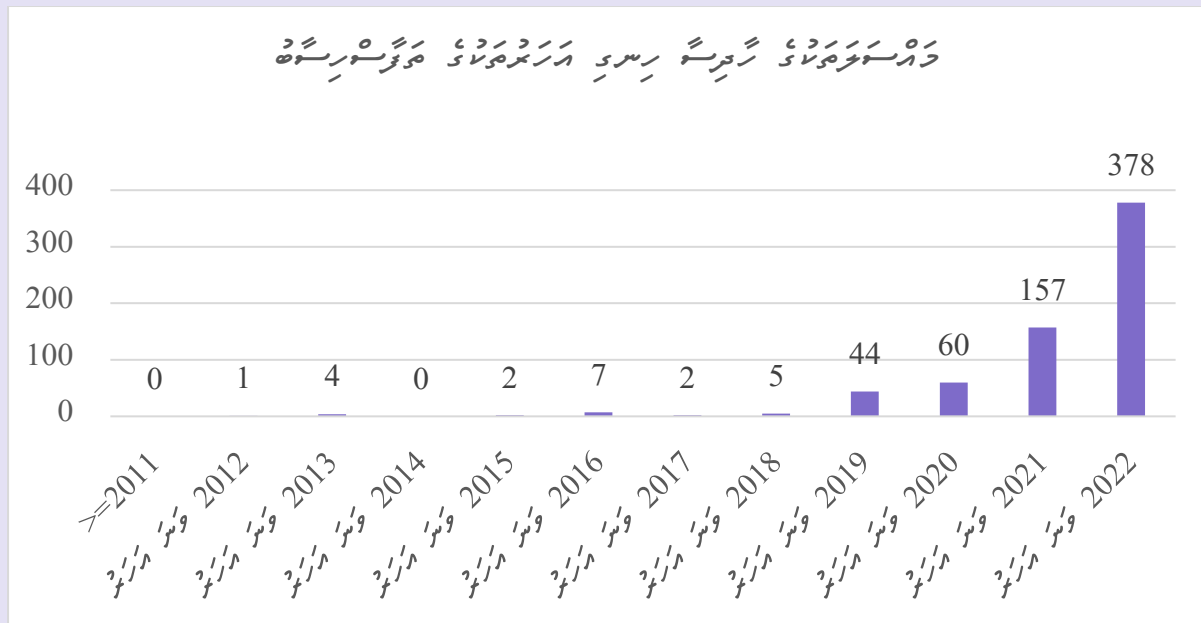 މައްސަލަތަކުގެ ހާދިސާ ހިނގި އަހަރުތަކުގެ ތަފާސްހިސާބު
400
300
200
100
0
0
1
4
0
2
7
2
5
44
60
157
378
>=2011
2012 ވަނަ އަހަރު
2013 ވަނަ އަހަރު
2014 ވަނަ އަހަރު
2015 ވަނަ އަހަރު
2016 ވަނަ އަހަރު
2017 ވަނަ އަހަރު
2018 ވަނަ އަހަރު
2019 ވަނަ އަހަރު
2020 ވަނަ އަހަރު
2021 ވަނަ އަހަރު
2022 ވަނަ އަހަރު